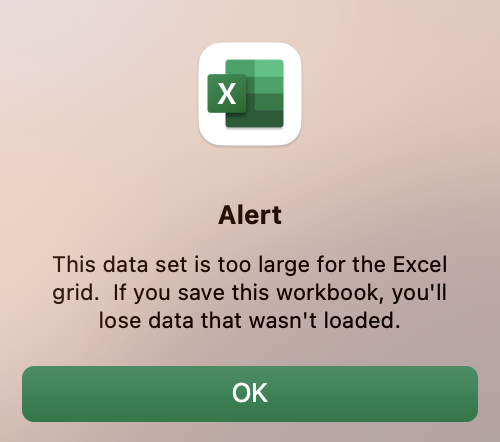 X
Alert
This data set is too large for the Excel
grid.  If you save this workbook, you'll
lose data that wasn't loaded.
OK